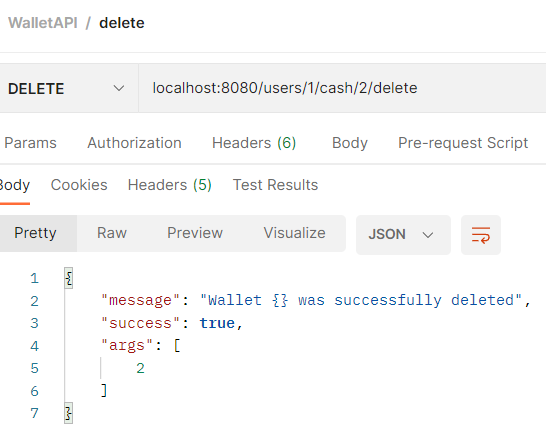 WalletAPI / delete
DELETE localhost:8080/users/1/cash/2/delete
Params Authorization Headers (6) Body Pre-request Script
Body Cookies Headers (5) Test Results
Pretty Raw Preview Visualize JSON
1 {
2 "message": "Wallet {} was successfully deleted",
3 "success": true,
4 "args": [
5 2
6 ]
7 }